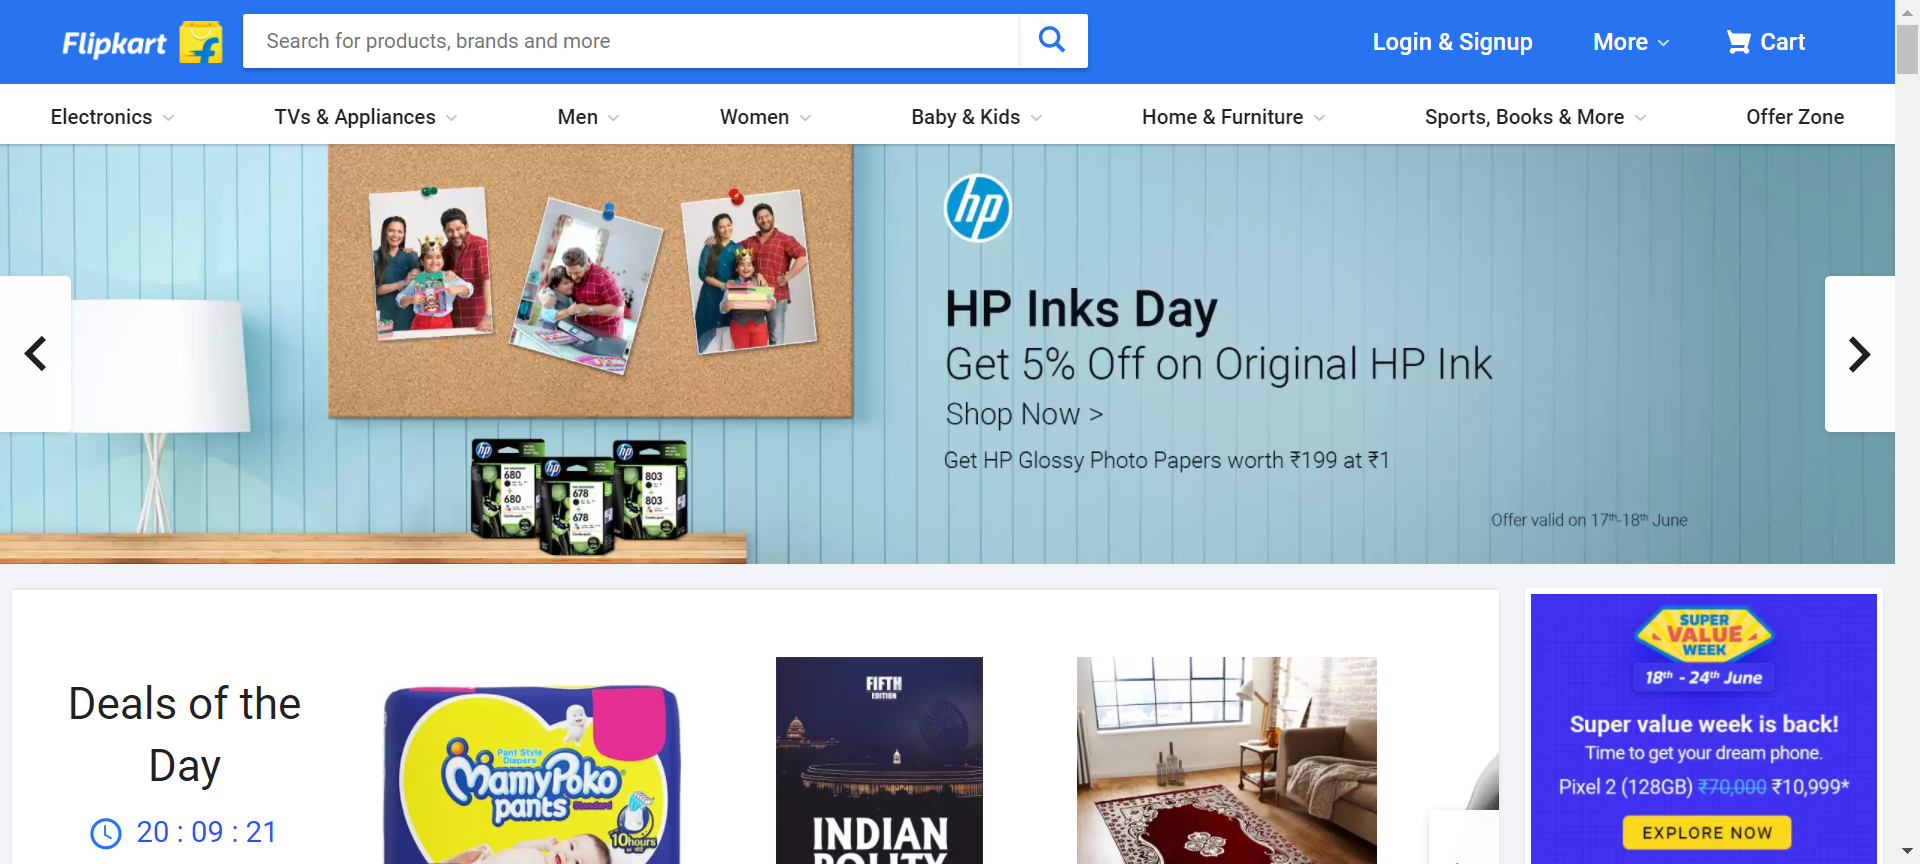 Flipkart
Search for products, brands and more
Login & Signup
More
Cart
Electronics
TVs & Appliances
Men
Women
Baby & Kids
Home & Furniture
Sports, Books & More
Offer Zone
hp
HP Inks Day
Get 5% Off on Original HP Ink
Shop Now >
Get HP Glossy Photo Papers worth ₹199 at ₹1
Offer valid on 17th-18th June
hp
680
+
680
hp
678
+
678
hp
803
+
803
Deals of the
Day
20 : 09 : 21
Pant Style
Diapers
MamyPoko
pants
Standard
10hours
FIFTH
EDITION
INDIAN
POLITY
SUPER
VALUE
WEEK
18th - 24th June
Super value week is back!
Time to get your dream phone.
Pixel 2 (128GB) ₹70,000 ₹10,999*
EXPLORE NOW